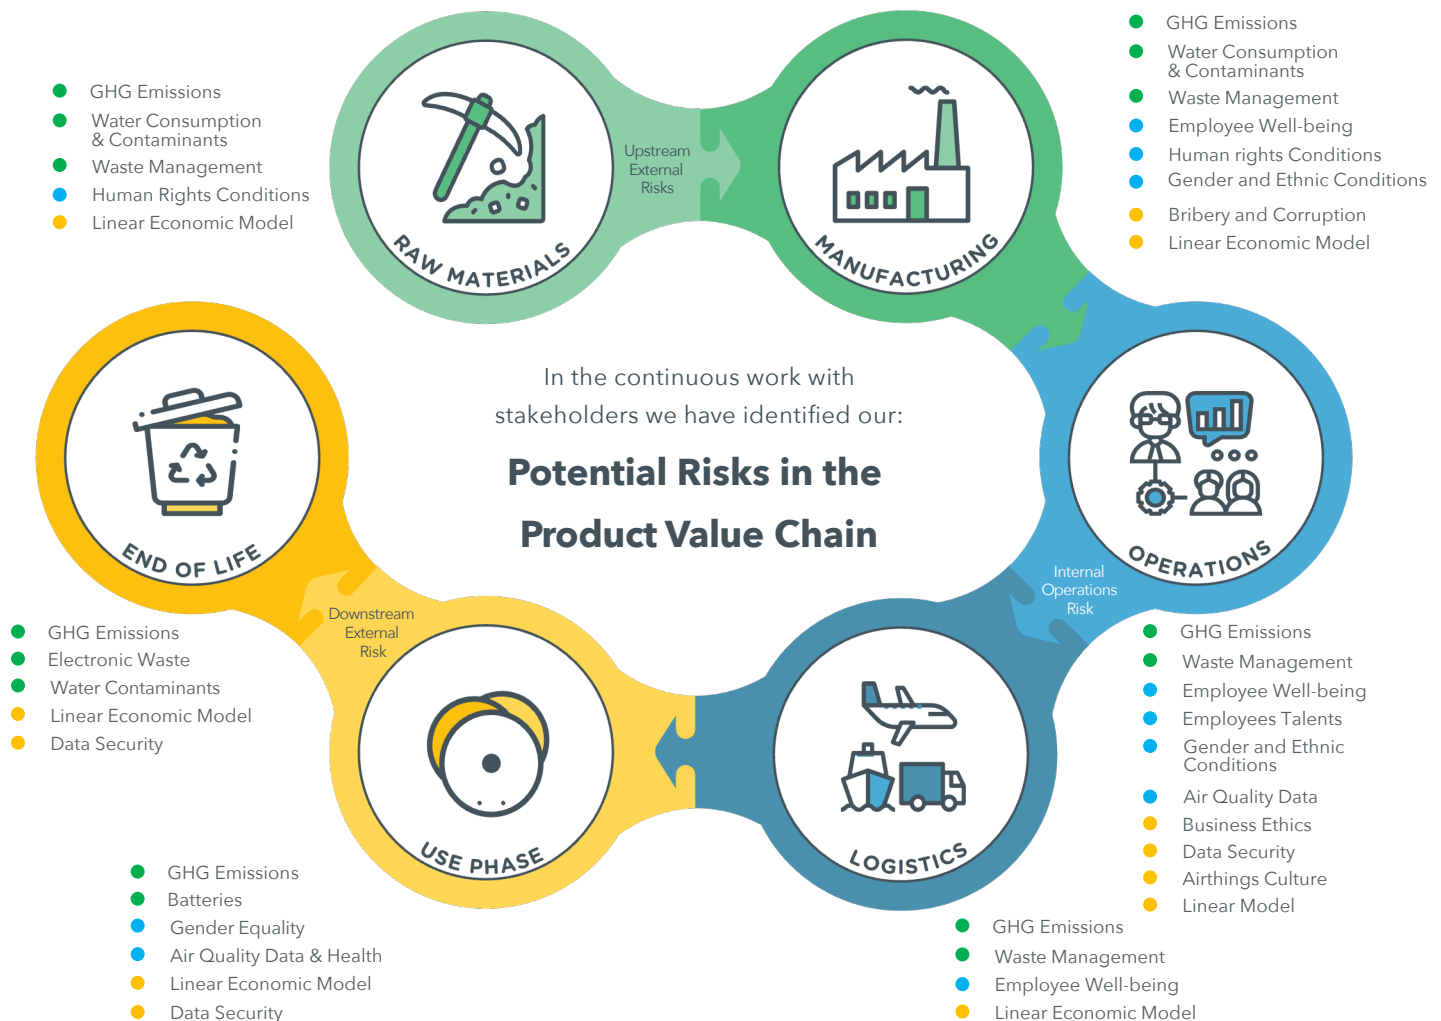 GHG Emissions
Water Consumption
& Contaminants
Waste Management
Human Rights Conditions
Linear Economic Model
RAW MATERIALS
Upstream
External
Risks
MANUFACTURING
GHG Emissions
Water Consumption
& Contaminants
Waste Management
Employee Well-being
Human rights Conditions
Gender and Ethnic Conditions
Bribery and Corruption
Linear Economic Model
In the continuous work with
stakeholders we have identified our:
Potential Risks in the
Product Value Chain
OPERATIONS
Internal
Operations
Risk
GHG Emissions
Waste Management
Employee Well-being
Employees Talents
Gender and Ethnic
Conditions
Air Quality Data
Business Ethics
Data Security
Airthings Culture
Linear Model
LOGISTICS
GHG Emissions
Waste Management
Employee Well-being
Linear Economic Model
USE PHASE
GHG Emissions
Batteries
Gender Equality
Air Quality Data & Health
Linear Economic Model
Data Security
Downstream
External
Risk
END OF LIFE
GHG Emissions
Electronic Waste
Water Contaminants
Linear Economic Model
Data Security